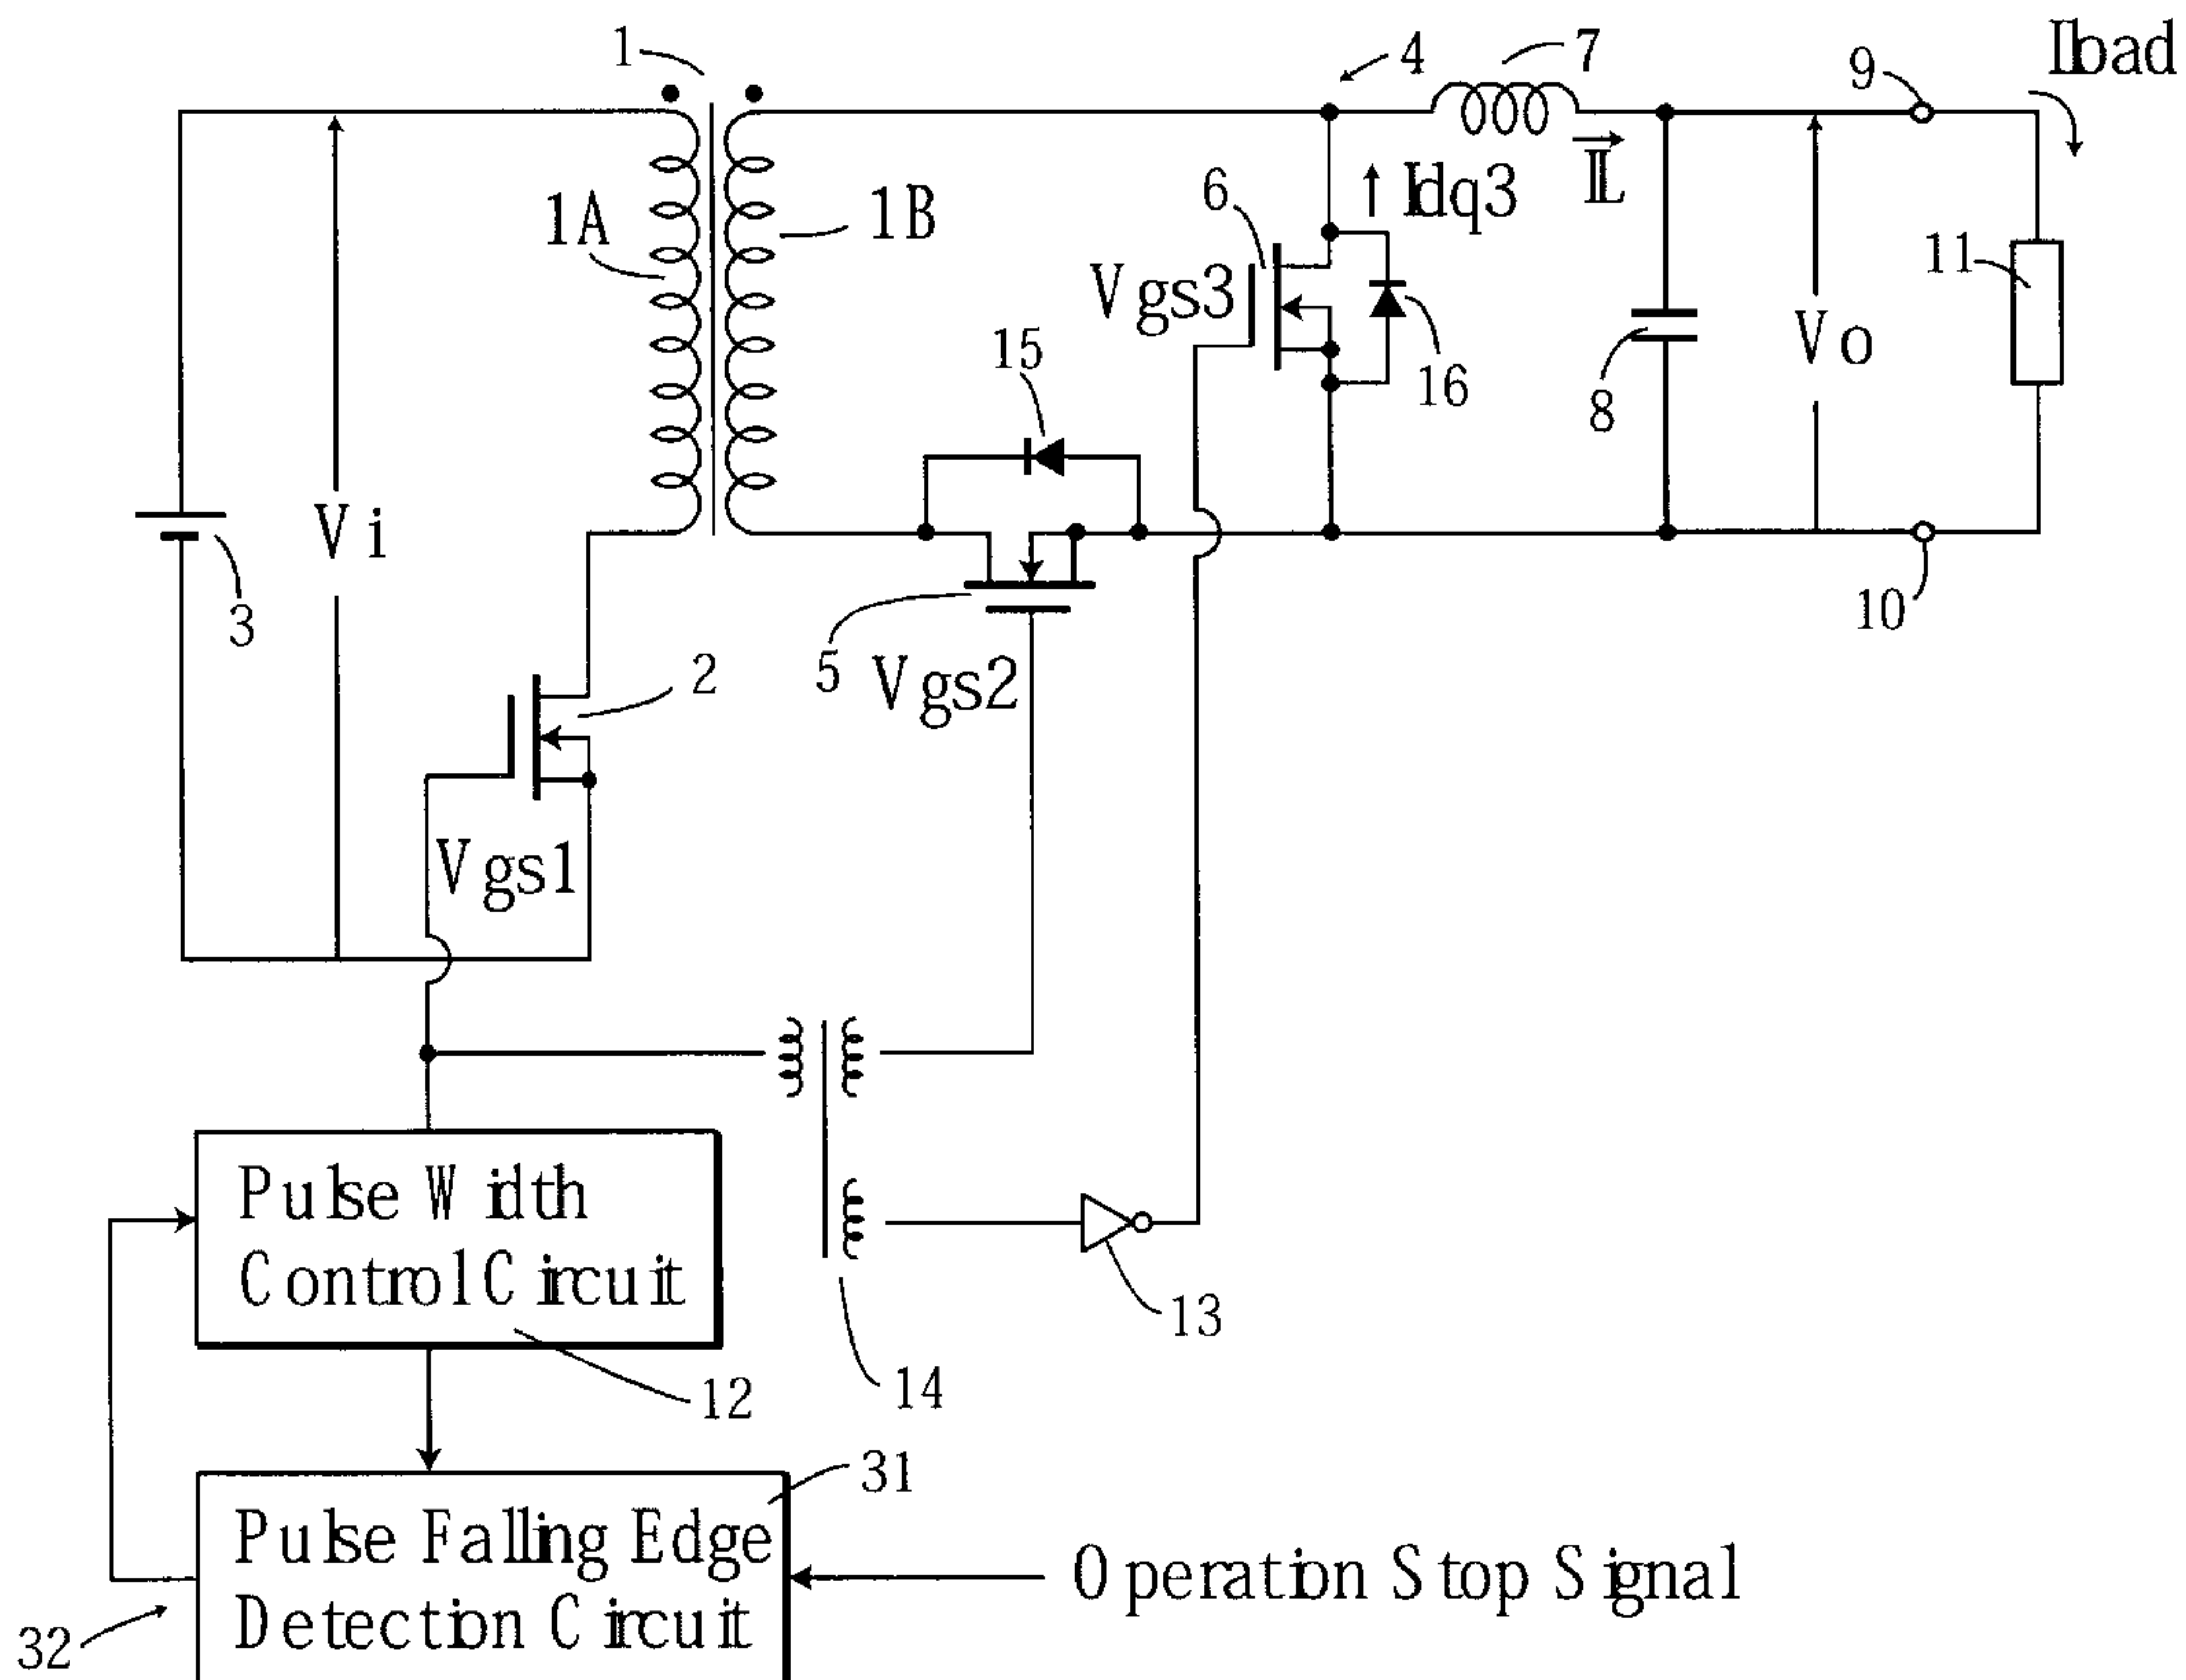 1
4
7
9
Iload
1A
1B
6
Idq3
IL
Vgs3
11
15
16
8
Vo
Vi
3
2
5
Vgs2
10
Vgs1
Pulse Width
Control Circuit
13
12
14
31
Pulse Falling Edge
Detection Circuit
Operation Stop Signal
32